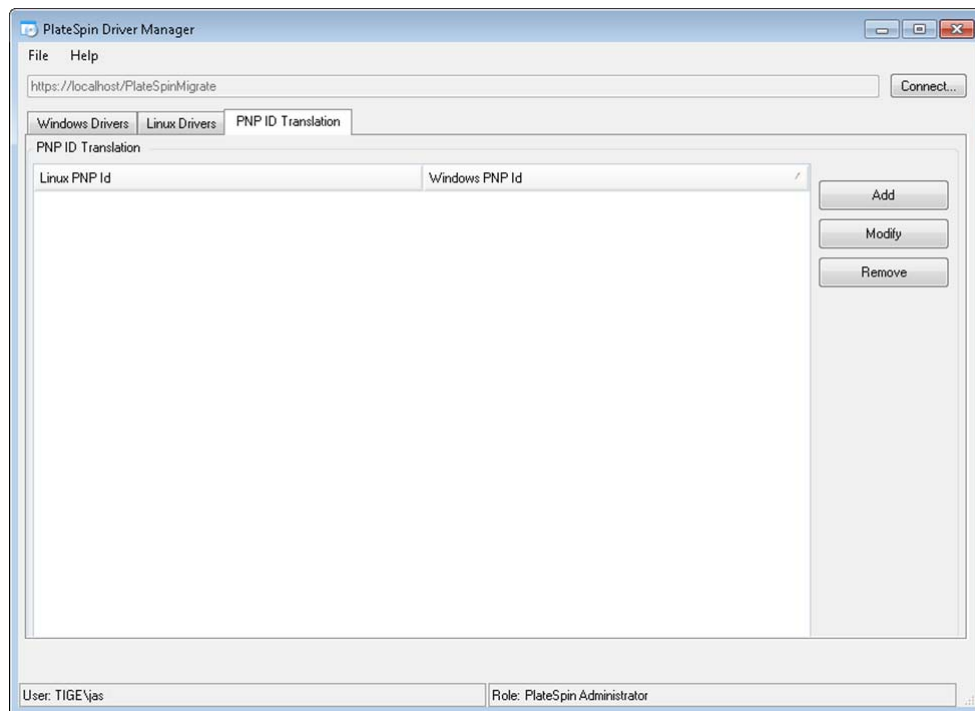 PlateSpin Driver Manager
File Help
https://localhost/PlateSpinMigrate
Connect...
Windows Drivers Linux Drivers PNP ID Translation
PNP ID Translation
Linux PNP Id Windows PNP Id
Add
Modify
Remove
User: TIGE\jas Role: PlateSpin Administrator